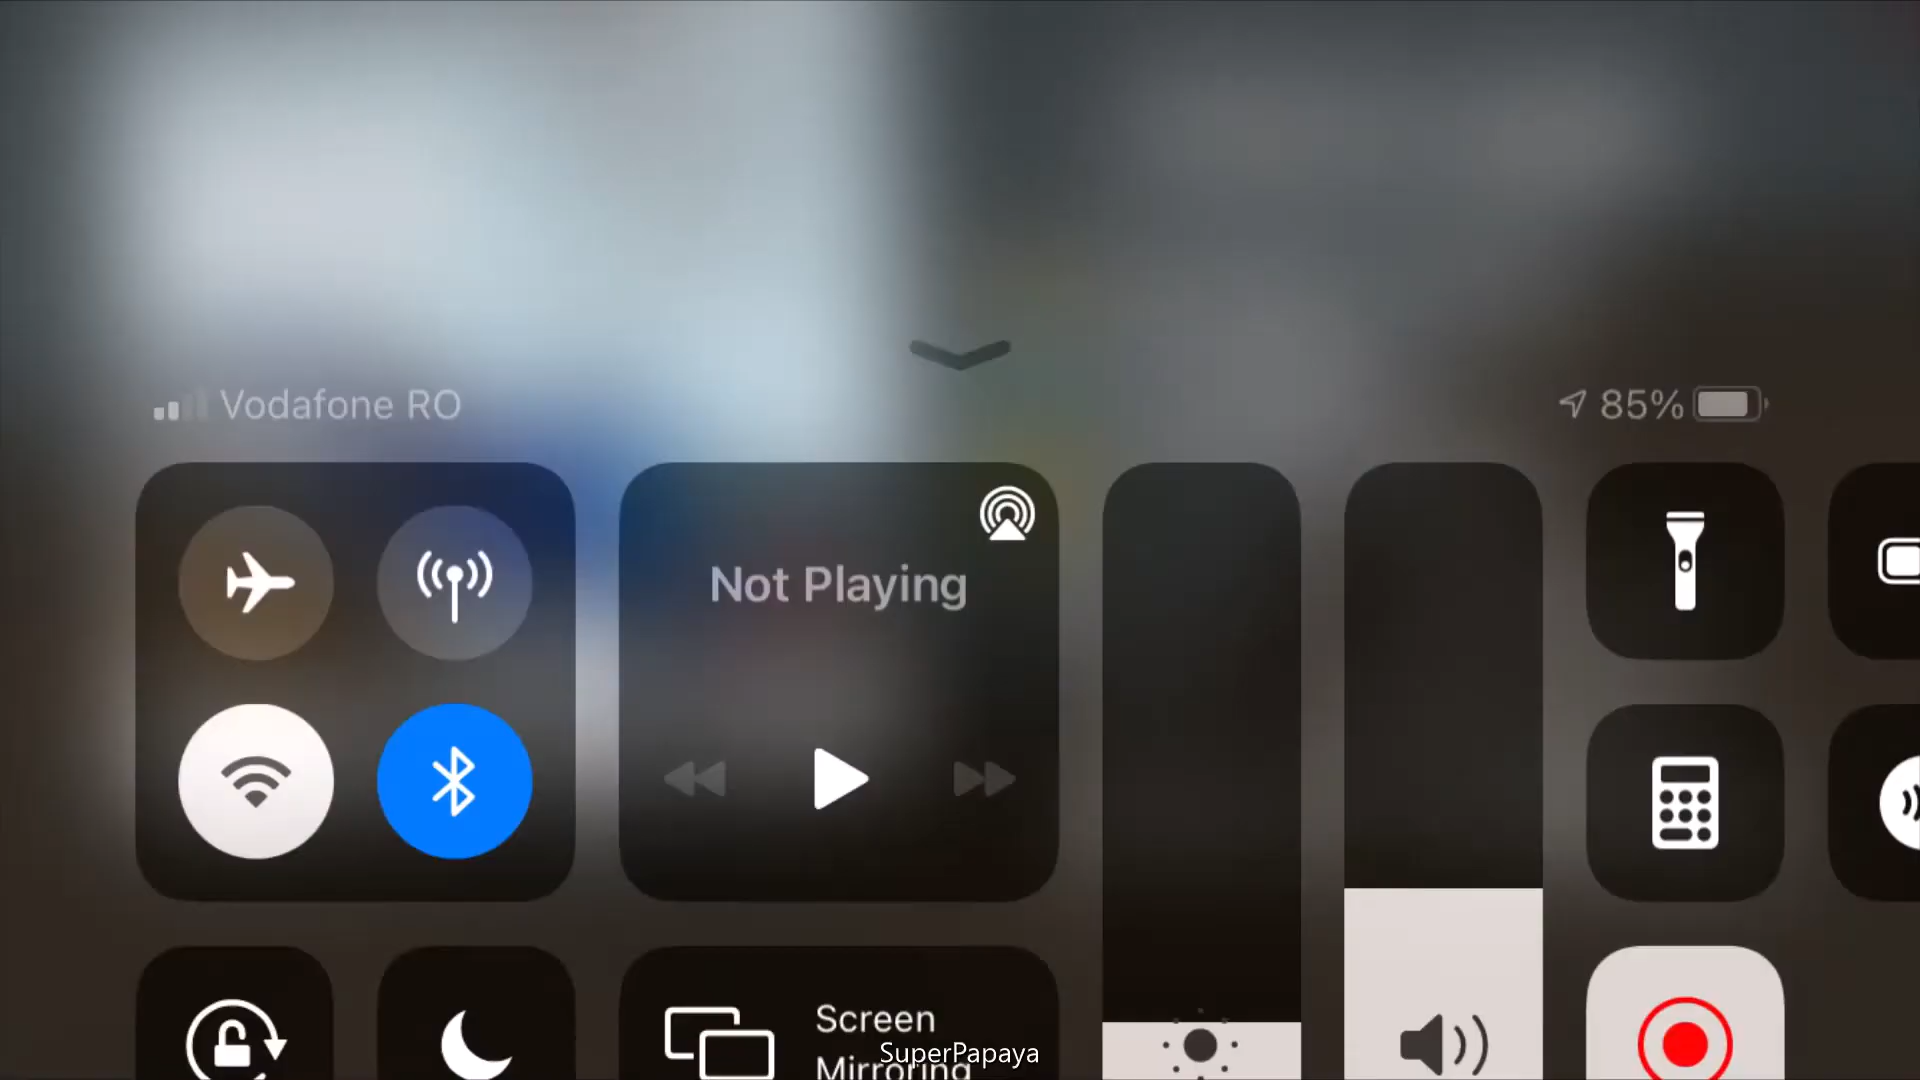 Vodafone RO
85%
Not Playing
Screen
Mirroring
SuperPapaya